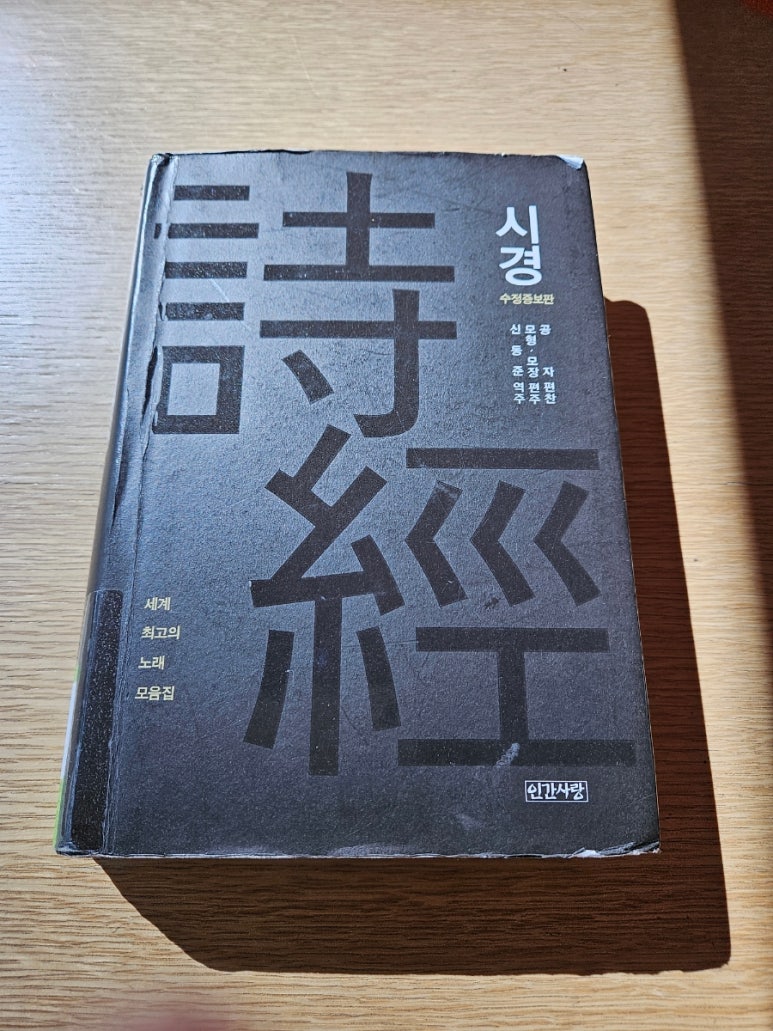 詩經
시경
수정증보판
공자 편찬
모형·모장 편주
신동준 역주
세계
최고의
노래
모음집
인간사랑